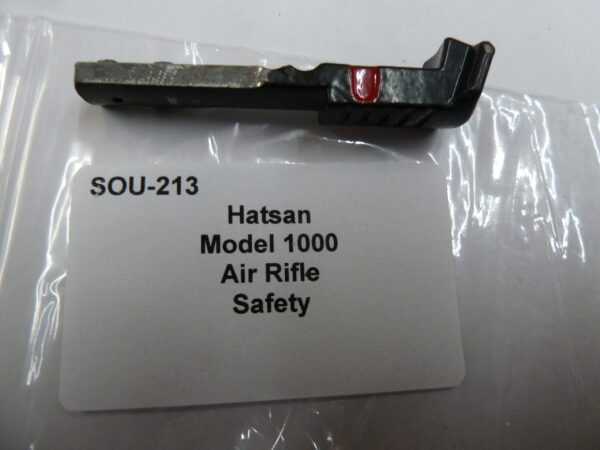 SOU-213
Hatsan
Model 1000
Air Rifle
Safety